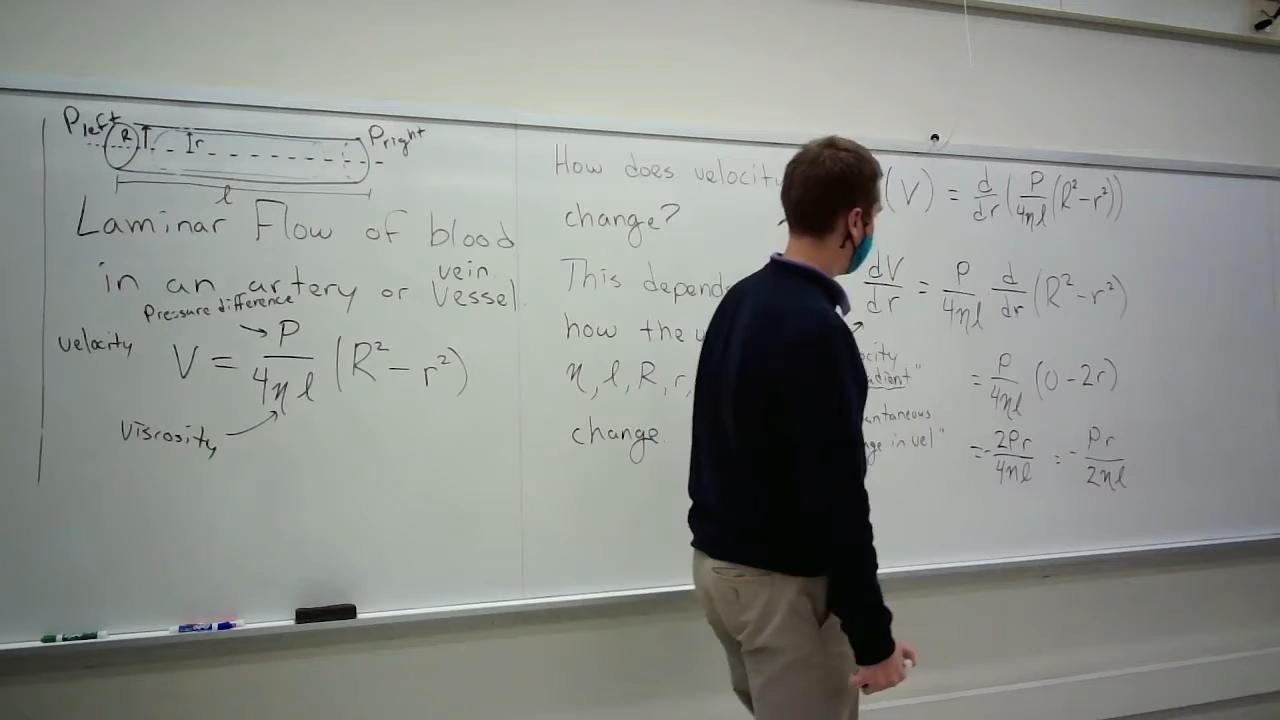 Pleft R r Pright
l
Laminar Flow of blood
in an artery or vein
vessel
Pressure difference
velocity V = P/4ηl (R² - r²)
Viscosity
How does velocity
change?
This depends
how the
η, l, R, r,
change.
(V) = d/dr (P/4ηl (R² - r²))
dV/dr = P/4ηl d/dr (R² - r²)
= P/4ηl (0 - 2r)
= -2Pr/4ηl = -Pr/2ηl